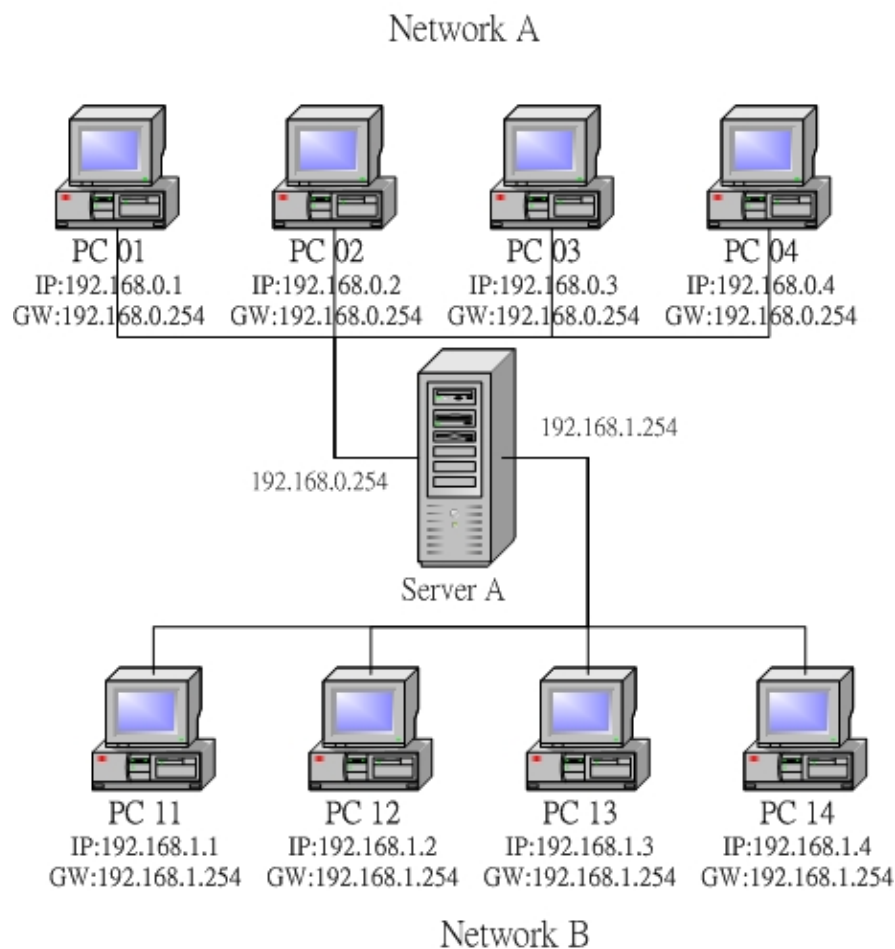 Network A
PC 01
IP:192.168.0.1
GW:192.168.0.254
PC 02
IP:192.168.0.2
GW:192.168.0.254
PC 03
IP:192.168.0.3
GW:192.168.0.254
PC 04
IP:192.168.0.4
GW:192.168.0.254
192.168.1.254
192.168.0.254
Server A
PC 11
IP:192.168.1.1
GW:192.168.1.254
PC 12
IP:192.168.1.2
GW:192.168.1.254
PC 13
IP:192.168.1.3
GW:192.168.1.254
PC 14
IP:192.168.1.4
GW:192.168.1.254
Network B